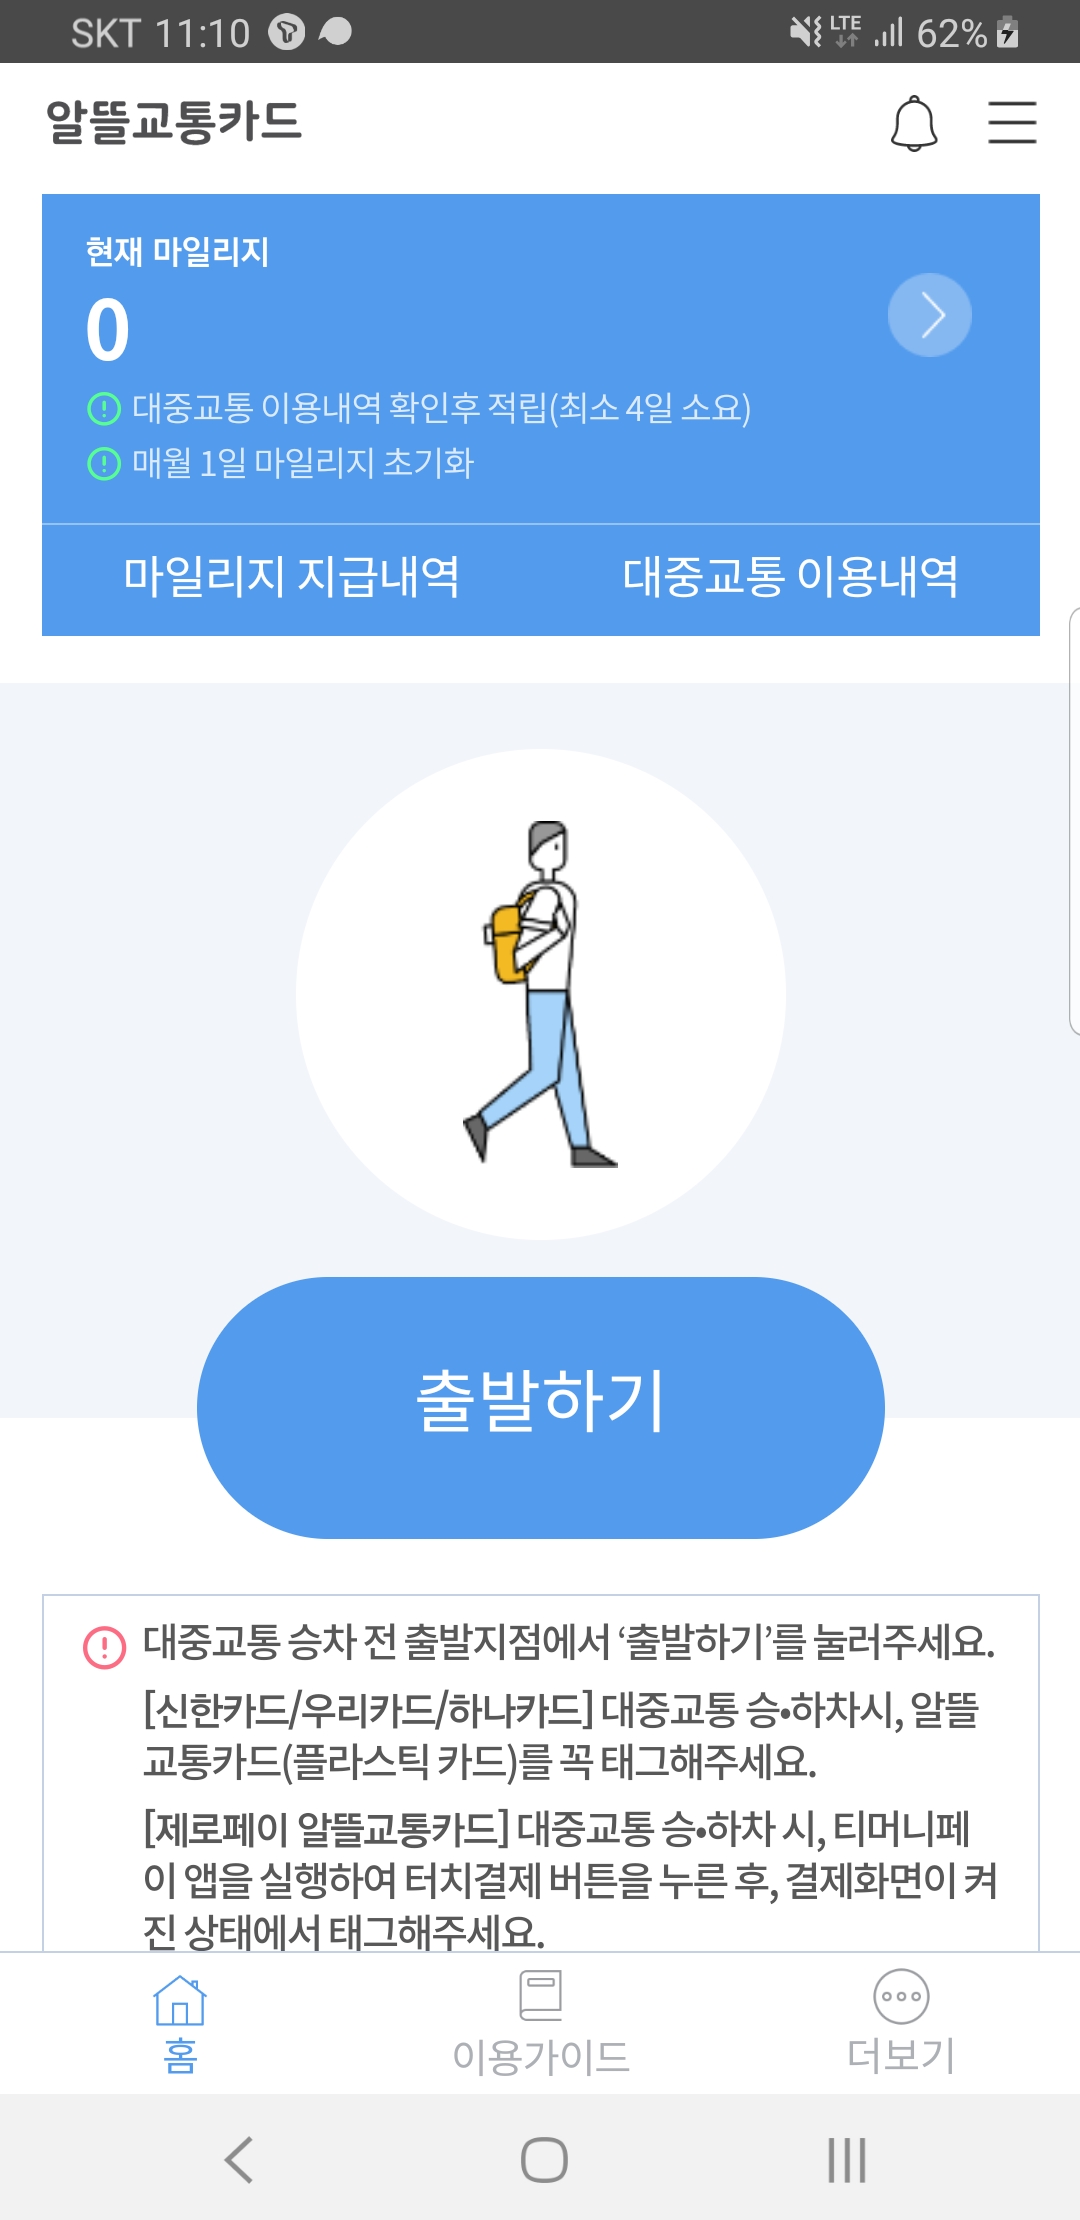 SKT 11:10 LTE 62%
알뜰교통카드
현재 마일리지
0
대중교통 이용내역 확인후 적립(최소 4일 소요)
매월 1일 마일리지 초기화
마일리지 지급내역 대중교통 이용내역
출발하기
대중교통 승차 전 출발지점에서 ‘출발하기’를 눌러주세요.
[신한카드/우리카드/하나카드] 대중교통 승•하차시, 알뜰
교통카드(플라스틱 카드)를 꼭 태그해주세요.
[제로페이 알뜰교통카드] 대중교통 승•하차 시, 티머니페
이 앱을 실행하여 터치결제 버튼을 누른 후, 결제화면이 켜
진 상태에서 태그해주세요.
홈 이용가이드 더보기